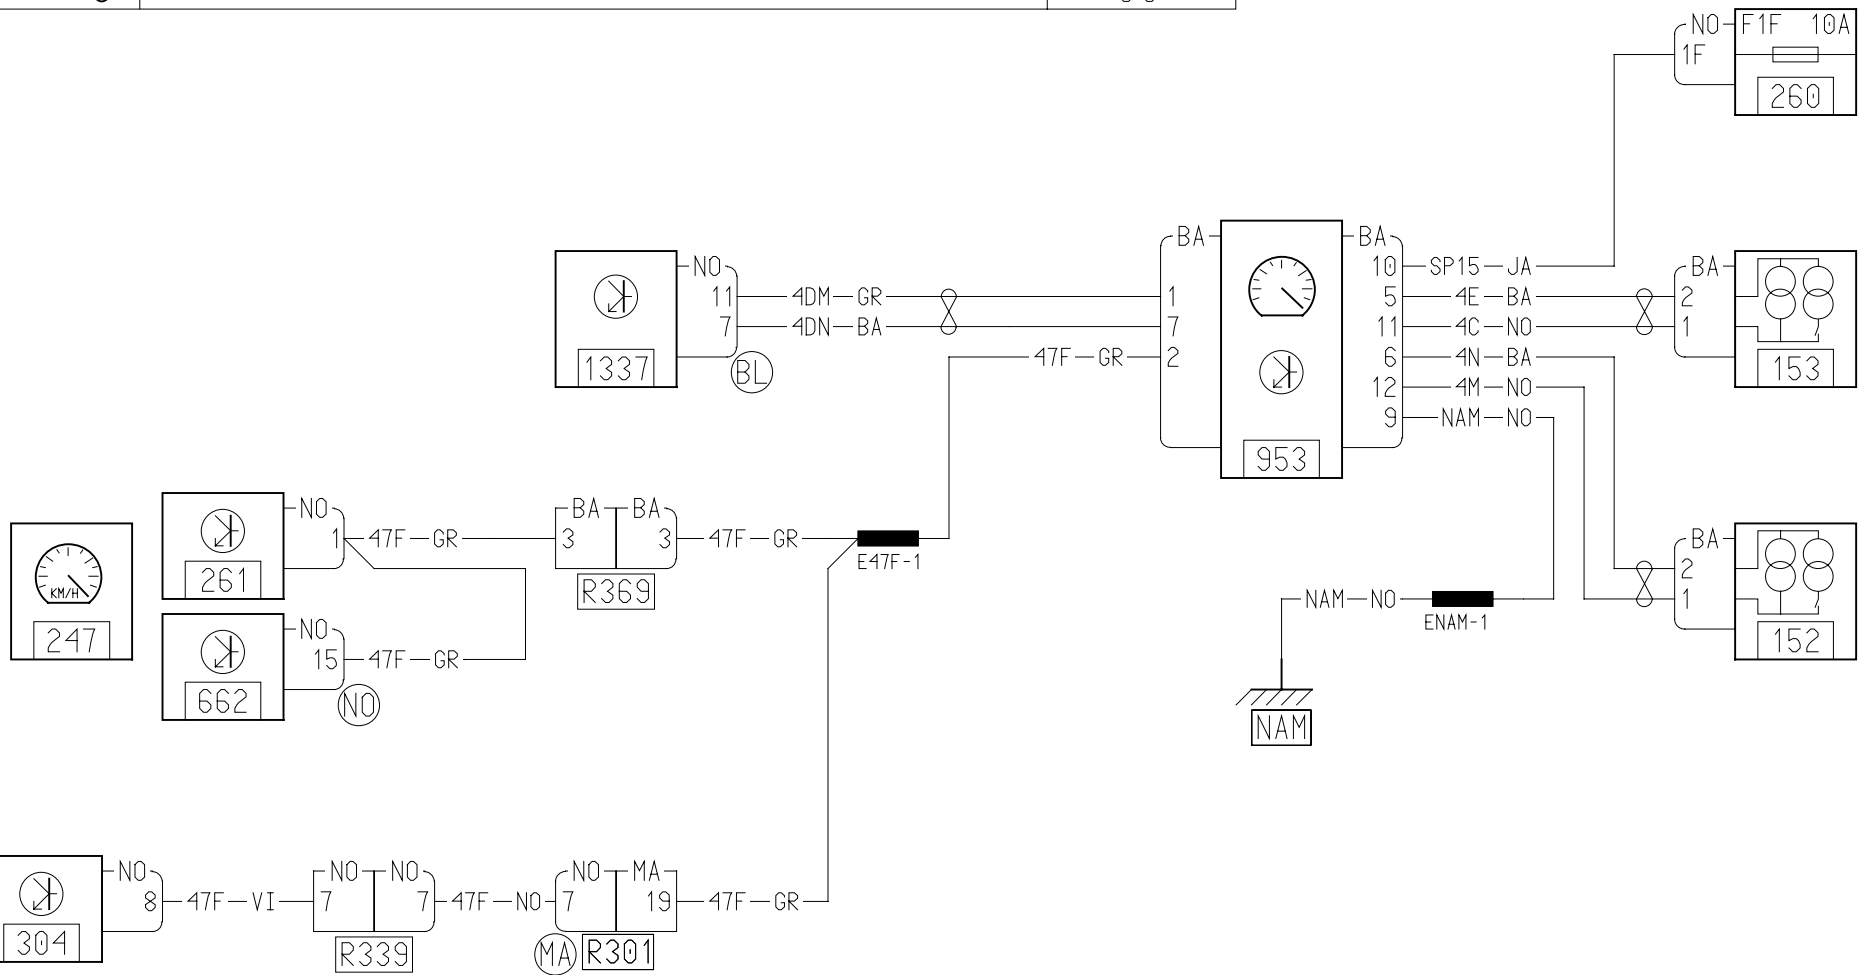 NO F1F 10A
1F
260
BA BA
NO 10 SP15 JA BA
11 4DM GR 1 5 4E BA 2
7 4DN BA 7 11 4C NO 1
47F GR 2 6 4N BA
1337 BL 153
12 4M NO
9 NAM NO
953
NO BA BA
1 47F GR 3 3 47F GR BA
E47F-1
2
261 R369
KM/H
NAM NO 1
ENAM-1
247 NO 152
15 47F GR
662 NO
NAM
NO NO NO NO MA
8 47F VI 7 7 47F NO 7 19 47F GR
304 R339 MA R301